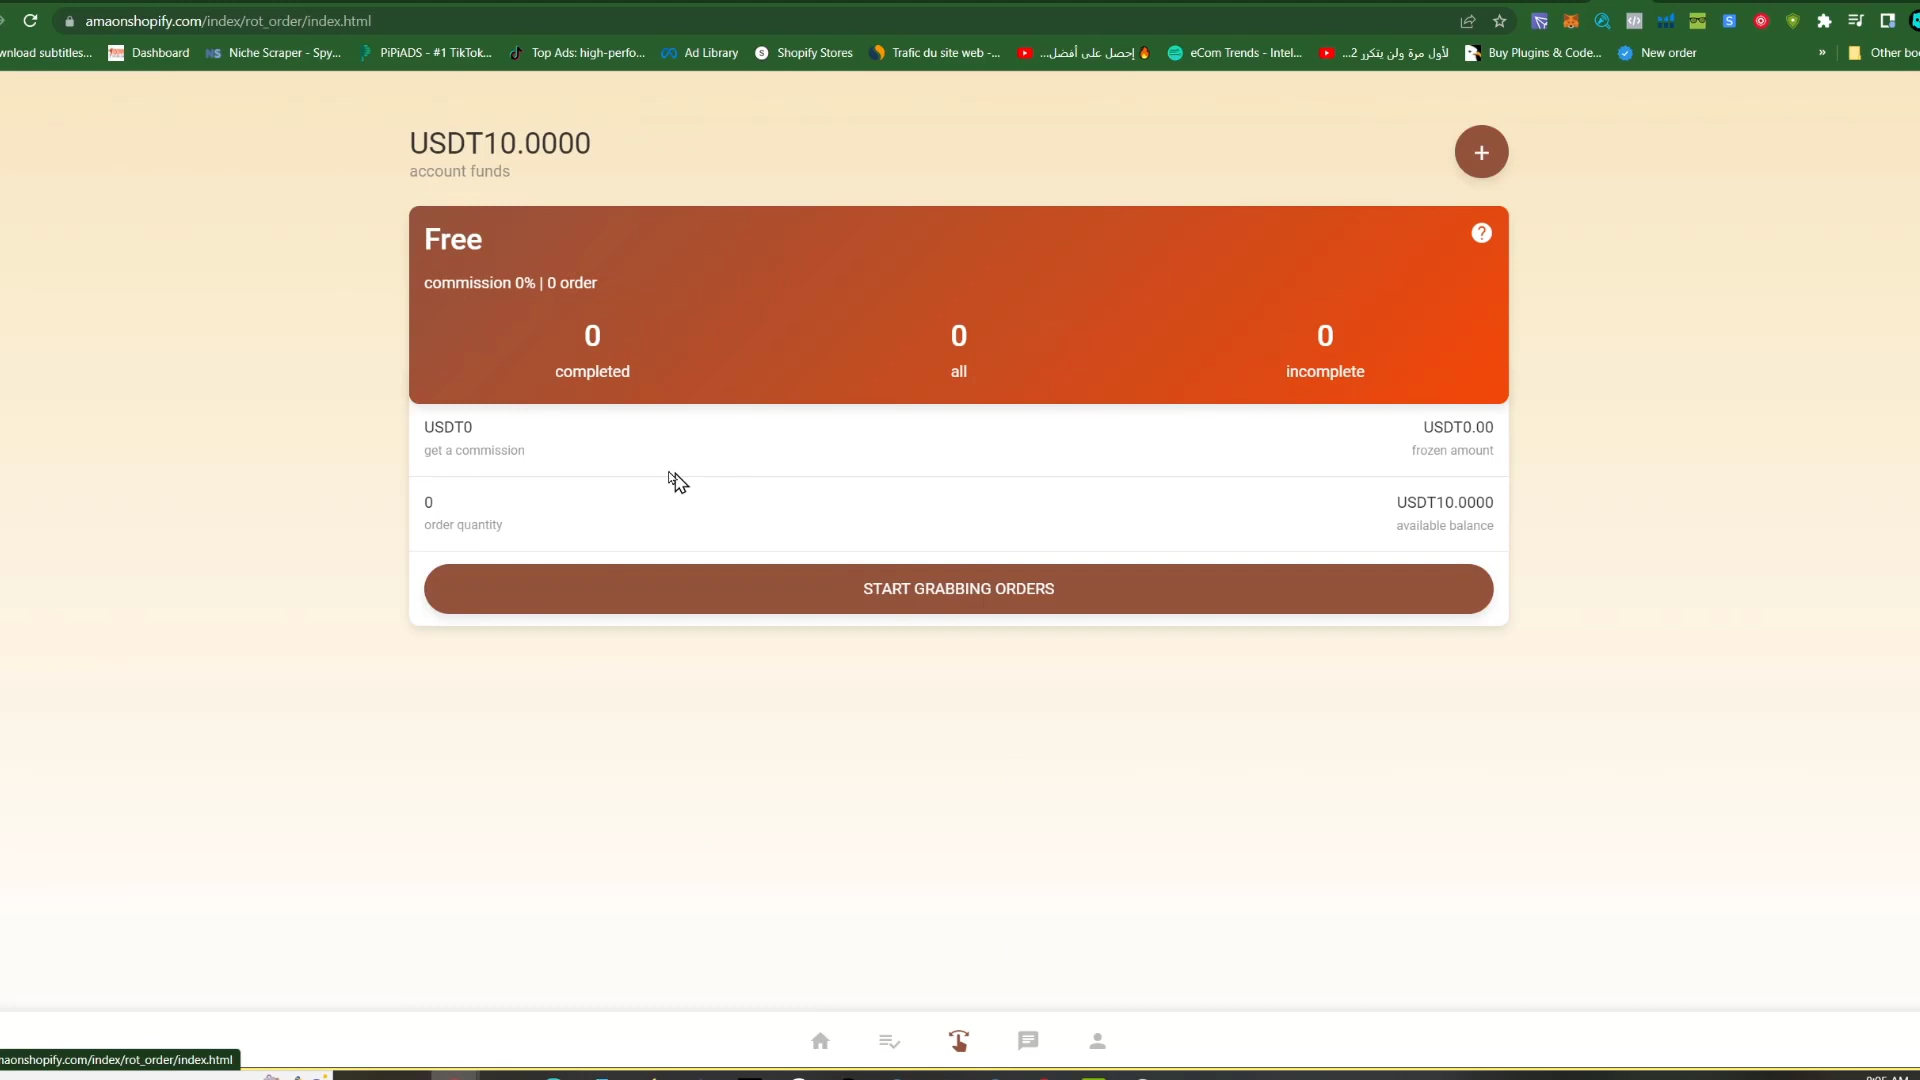 amaonshopify.com/index/rot_order/index.html
wnload subtitles...
Dashboard
Niche Scraper - Spy...
PiPiADS - #1 TikTok...
Top Ads: high-perfo...
Ad Library
Shopify Stores
Trafic du site web -...
إحصل على أفضل...
eCom Trends - Intel...
لأول مرة ولن يتكرر 2...
Buy Plugins & Code...
New order
»
Other boo
USDT10.0000
account funds
+
Free
?
commission 0% | 0 order
0
completed
0
all
0
incomplete
USDT0
get a commission
USDT0.00
frozen amount
0
order quantity
USDT10.0000
available balance
START GRABBING ORDERS
naonshopify.com/index/rot_order/index.html